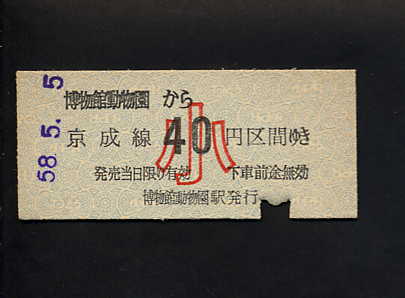 58.5.5
博物館動物園 から
京成線 40 円区間ゆき
小
発売当日限り有効 下車前途無効
博物館動物園駅発行